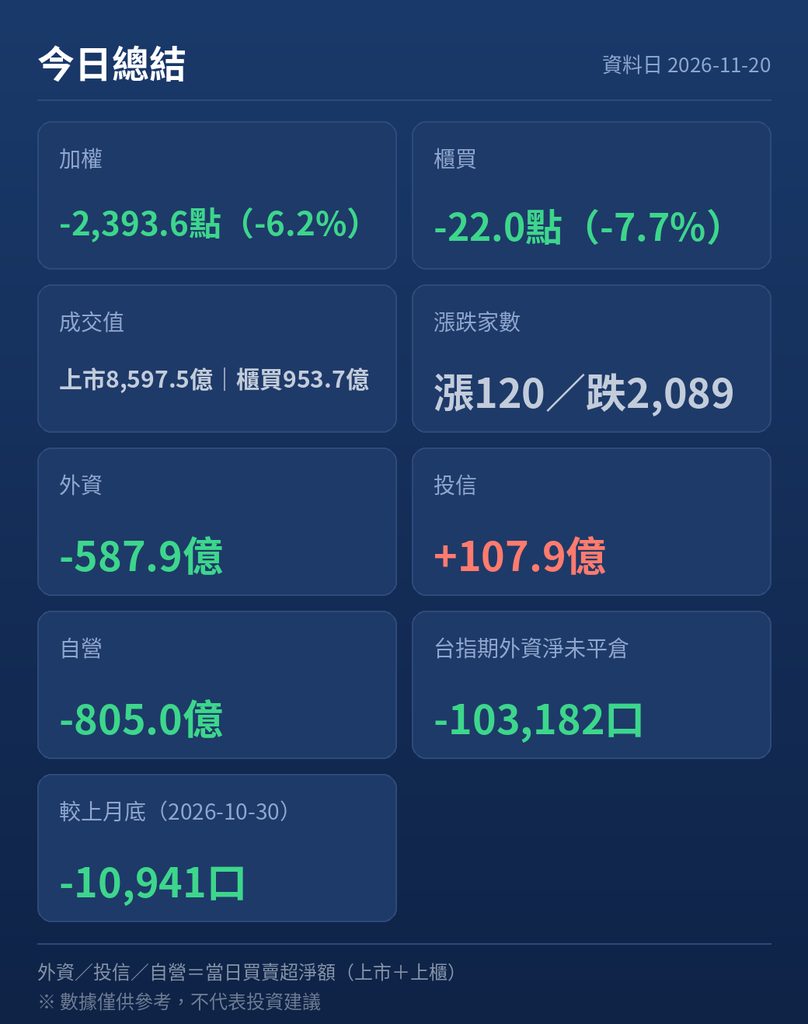 今日總結
資料日 2026-11-20
加權
-2,393.6點（-6.2%）
櫃買
-22.0點（-7.7%）
成交值
上市8,597.5億｜櫃買953.7億
漲跌家數
漲120／跌2,089
外資
-587.9億
投信
+107.9億
自營
-805.0億
台指期外資淨未平倉
-103,182口
較上月底（2026-10-30）
-10,941口
外資／投信／自營＝當日買賣超淨額（上市＋上櫃）
※ 數據僅供參考，不代表投資建議